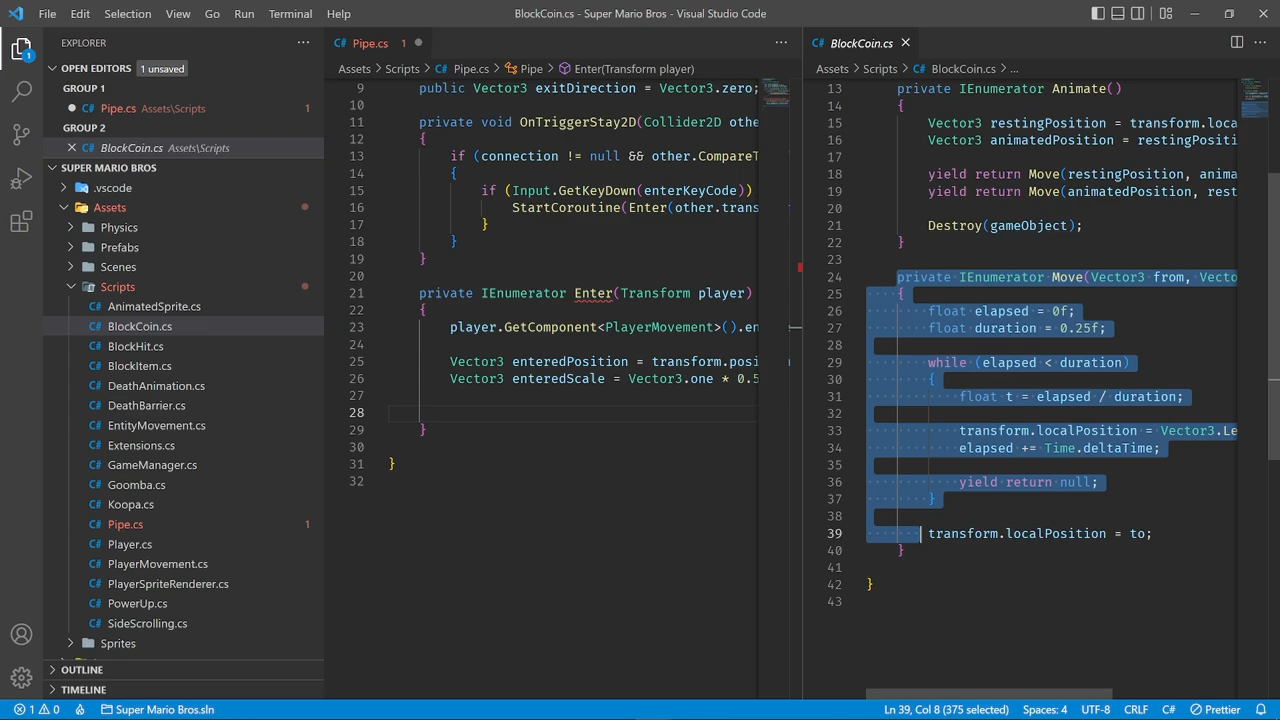 File Edit Selection View Go Run Terminal Help
BlockCoin.cs - Super Mario Bros - Visual Studio Code
EXPLORER
OPEN EDITORS 1 unsaved
GROUP 1
Pipe.cs Assets\Scripts 1
GROUP 2
BlockCoin.cs Assets\Scripts
SUPER MARIO BROS
.vscode
Assets
Physics
Prefabs
Scenes
Scripts
C# AnimatedSprite.cs
C# BlockCoin.cs
C# BlockHit.cs
C# BlockItem.cs
C# DeathAnimation.cs
C# DeathBarrier.cs
C# EntityMovement.cs
C# Extensions.cs
C# GameManager.cs
C# Goomba.cs
C# Koopa.cs
C# Pipe.cs 1
C# Player.cs
C# PlayerMovement.cs
C# PlayerSpriteRenderer.cs
C# PowerUp.cs
C# SideScrolling.cs
Sprites
OUTLINE
TIMELINE
C# Pipe.cs 1
Assets > Scripts > C# Pipe.cs > Pipe > Enter(Transform player)
9 public Vector3 exitDirection = Vector3.zero;
10
11 private void OnTriggerStay2D(Collider2D othe
12 {
13 if (connection != null && other.CompareT
14 {
15 if (Input.GetKeyDown(enterKeyCode))
16 StartCoroutine(Enter(other.trans
17 }
18 }
19 }
20
21 private IEnumerator Enter(Transform player)
22 {
23 player.GetComponent<PlayerMovement>().en
24
25 Vector3 enteredPosition = transform.posi
26 Vector3 enteredScale = Vector3.one * 0.5
27
28
29 }
30
31 }
32
C# BlockCoin.cs
Assets > Scripts > C# BlockCoin.cs > ...
13 private IEnumerator Animate()
14 {
15 Vector3 restingPosition = transform.loca
16 Vector3 animatedPosition = restingPositi
17
18 yield return Move(restingPosition, anima
19 yield return Move(animatedPosition, rest
20
21 Destroy(gameObject);
22 }
23
24 private IEnumerator Move(Vector3 from, Vecto
25 {
26 float elapsed = 0f;
27 float duration = 0.25f;
28
29 while (elapsed < duration)
30 {
31 float t = elapsed / duration;
32
33 transform.localPosition = Vector3.Le
34 elapsed += Time.deltaTime;
35
36 yield return null;
37 }
38
39 transform.localPosition = to;
40 }
41
42 }
43
1 0 Super Mario Bros.sln Ln 39, Col 8 (375 selected) Spaces: 4 UTF-8 CRLF C# Prettier